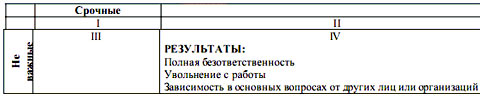 Срочные
I II
III IV
Не важные
РЕЗУЛЬТАТЫ:
Полная безответственность
Увольнение с работы
Зависимость в основных вопросах от других лиц или организаций